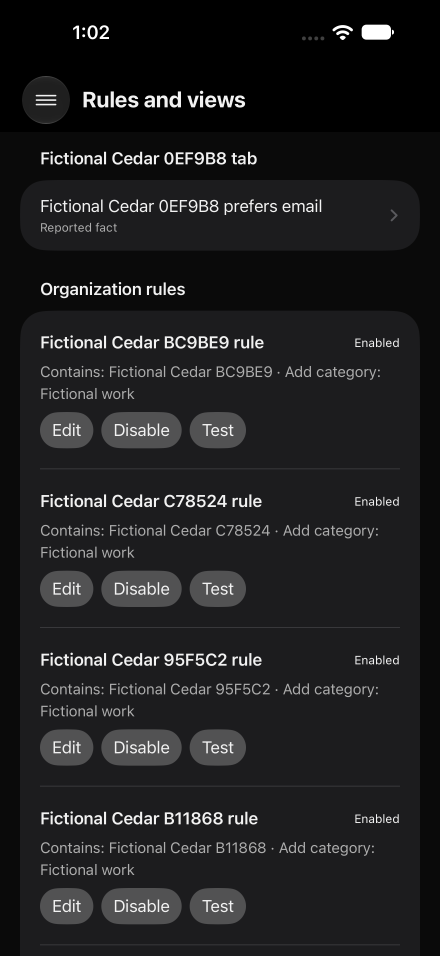 1:02
Rules and views
Fictional Cedar 0EF9B8 tab
Fictional Cedar 0EF9B8 prefers email
Reported fact
Organization rules
Fictional Cedar BC9BE9 rule
Enabled
Contains: Fictional Cedar BC9BE9 · Add category:
Fictional work
Edit
Disable
Test
Fictional Cedar C78524 rule
Enabled
Contains: Fictional Cedar C78524 · Add category:
Fictional work
Edit
Disable
Test
Fictional Cedar 95F5C2 rule
Enabled
Contains: Fictional Cedar 95F5C2 · Add category:
Fictional work
Edit
Disable
Test
Fictional Cedar B11868 rule
Enabled
Contains: Fictional Cedar B11868 · Add category:
Fictional work
Edit
Disable
Test